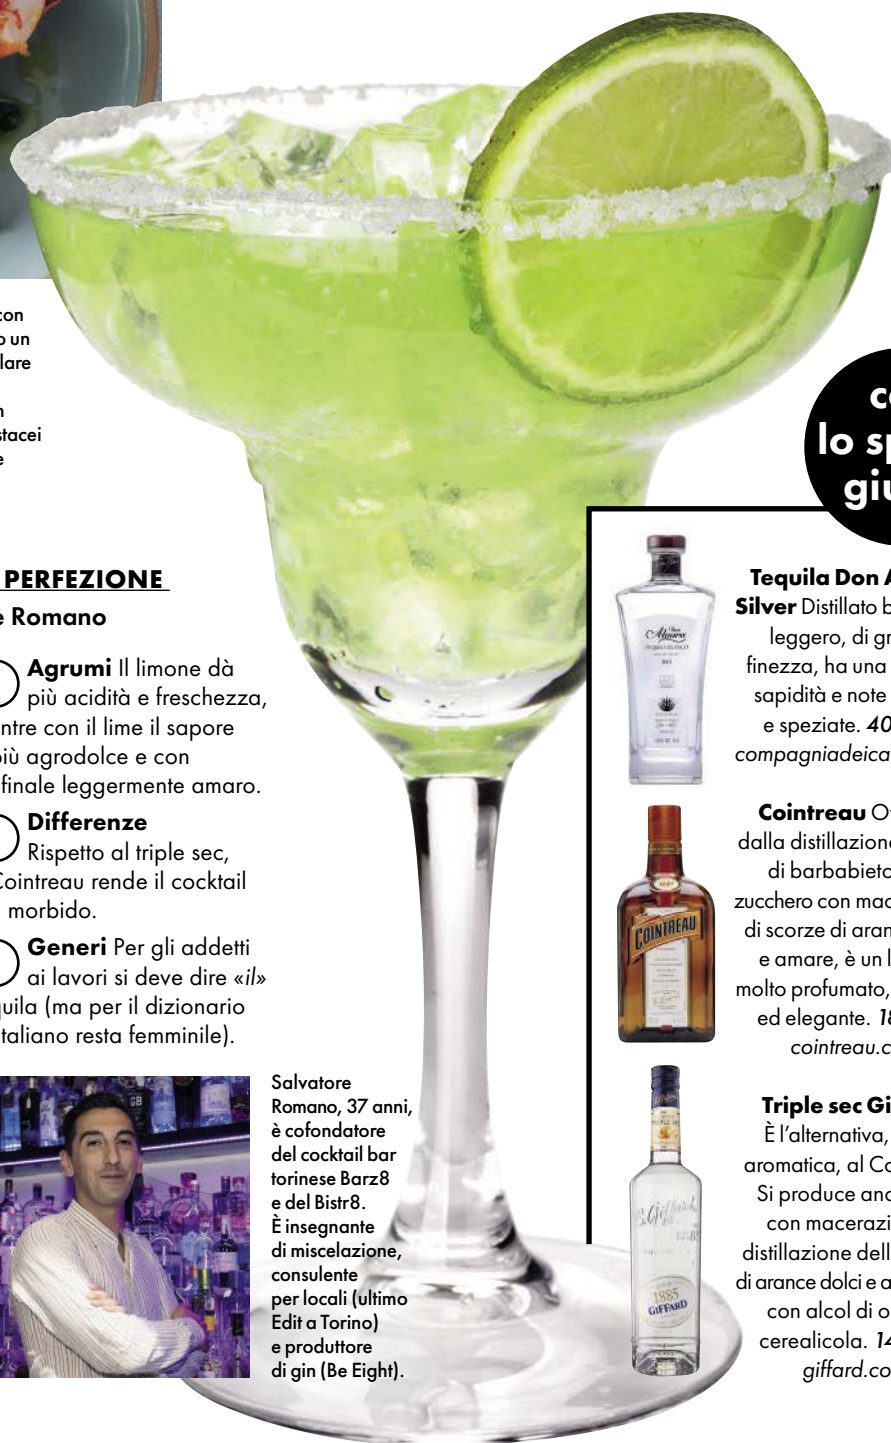 con
un
lare
stacei
e
PERFEZIONE
e Romano
Agrumi Il limone dà
più acidità e freschezza,
ntre con il lime il sapore
più agrodolce e con
finale leggermente amaro.
Differenze
Rispetto al triple sec,
Cointreau rende il cocktail
morbido.
Generi Per gli addetti
ai lavori si deve dire «il»
quila (ma per il dizionario
italiano resta femminile).
Salvatore
Romano, 37 anni,
è cofondatore
del cocktail bar
torinese Barz8
e del Bistr8.
È insegnante
di miscelazione,
consulente
per locali (ultimo
Edit a Torino)
e produttore
di gin (Be Eight).
lo sp
giu
Tequila Don A
Silver Distillato b
leggero, di gr
finezza, ha una
sapidità e note
e speziate. 40
compagniadeica
COINTREAU
Cointreau
dalla distillazione
di barbabieto
zucchero con mac
di scorze di aran
e amare, è un l
molto profumato,
ed elegante. 18
cointreau.c
1885
GIFFARD
Triple sec Gi
È l'alternativa,
aromatica, al Co
Si produce anc
con macerazi
distillazione dell
di arance dolci e a
con alcol di o
cerealicola. 14
giffard.co